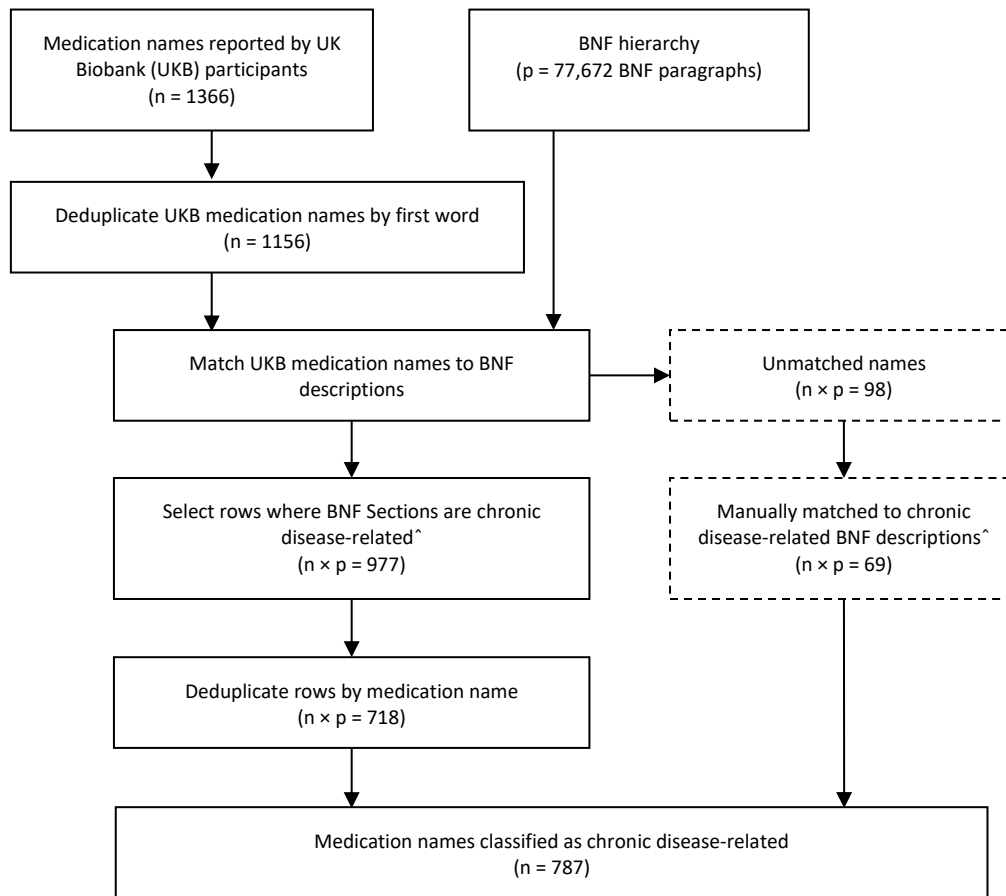 Medication names reported by UK
Biobank (UKB) participants
(n = 1366)
BNF hierarchy
(p = 77,672 BNF paragraphs)
Deduplicate UKB medication names by first word
(n = 1156)
Match UKB medication names to BNF
descriptions
Unmatched names
(n × p = 98)
Select rows where BNF Sections are chronic
disease-related^
(n × p = 977)
Manually matched to chronic
disease-related BNF descriptions^
(n × p = 69)
Deduplicate rows by medication name
(n × p = 718)
Medication names classified as chronic disease-related
(n = 787)